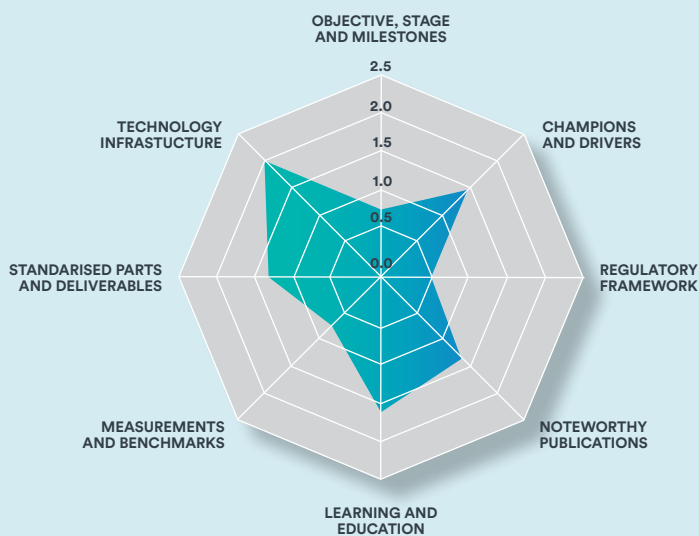 OBJECTIVE, STAGE
AND MILESTONES
2.5
2.0
1.5
1.0
0.5
0.0
TECHNOLOGY
INFRASTUCTURE
CHAMPIONS
AND DRIVERS
STANDARISED PARTS
AND DELIVERABLES
REGULATORY
FRAMEWORK
MEASUREMENTS
AND BENCHMARKS
NOTEWORTHY
PUBLICATIONS
LEARNING AND
EDUCATION